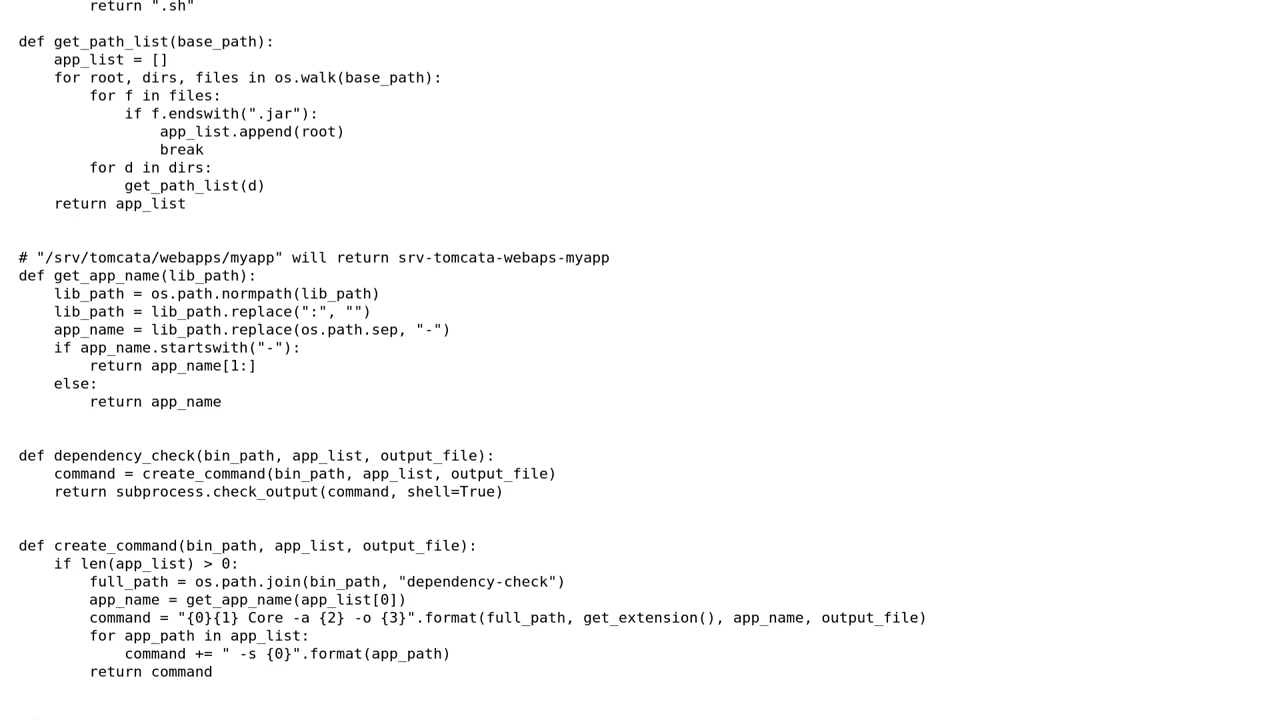 return ".sh"

def get_path_list(base_path):
    app_list = []
    for root, dirs, files in os.walk(base_path):
        for f in files:
            if f.endswith(".jar"):
                app_list.append(root)
                break
        for d in dirs:
            get_path_list(d)
    return app_list


# "/srv/tomcata/webapps/myapp" will return srv-tomcata-webaps-myapp
def get_app_name(lib_path):
    lib_path = os.path.normpath(lib_path)
    lib_path = lib_path.replace(":", "")
    app_name = lib_path.replace(os.path.sep, "-")
    if app_name.startswith("-"):
        return app_name[1:]
    else:
        return app_name


def dependency_check(bin_path, app_list, output_file):
    command = create_command(bin_path, app_list, output_file)
    return subprocess.check_output(command, shell=True)


def create_command(bin_path, app_list, output_file):
    if len(app_list) > 0:
        full_path = os.path.join(bin_path, "dependency-check")
        app_name = get_app_name(app_list[0])
        command = "{0}{1} Core -a {2} -o {3}".format(full_path, get_extension(), app_name, output_file)
        for app_path in app_list:
            command += " -s {0}".format(app_path)
        return command